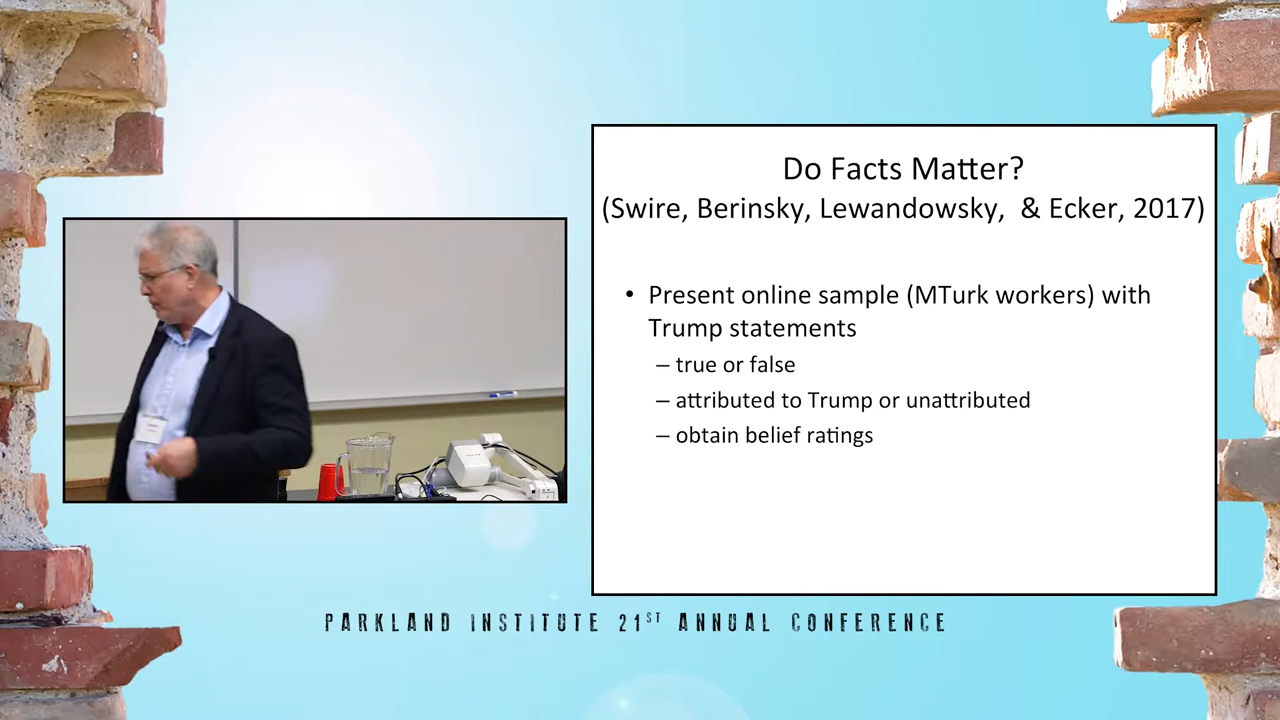 Do Facts Matter?
(Swire, Berinsky, Lewandowsky, & Ecker, 2017)
• Present online sample (MTurk workers) with
Trump statements
– true or false
– attributed to Trump or unattributed
– obtain belief ratings
PARKLAND INSTITUTE 21ST ANNUAL CONFERENCE